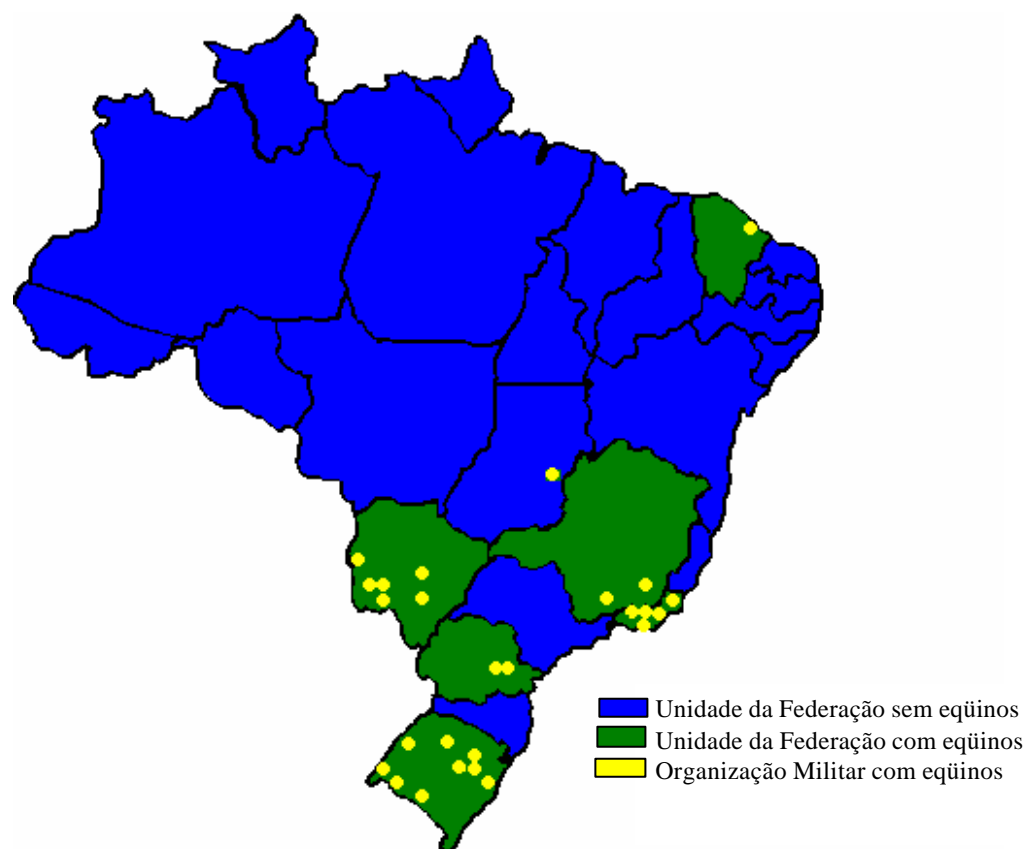 Unidade da Federação sem eqüinos
Unidade da Federação com eqüinos
Organização Militar com eqüinos